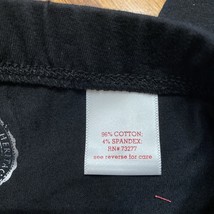 96% COTTON;
4% SPANDEX;
RN# 73277
see reverse for care